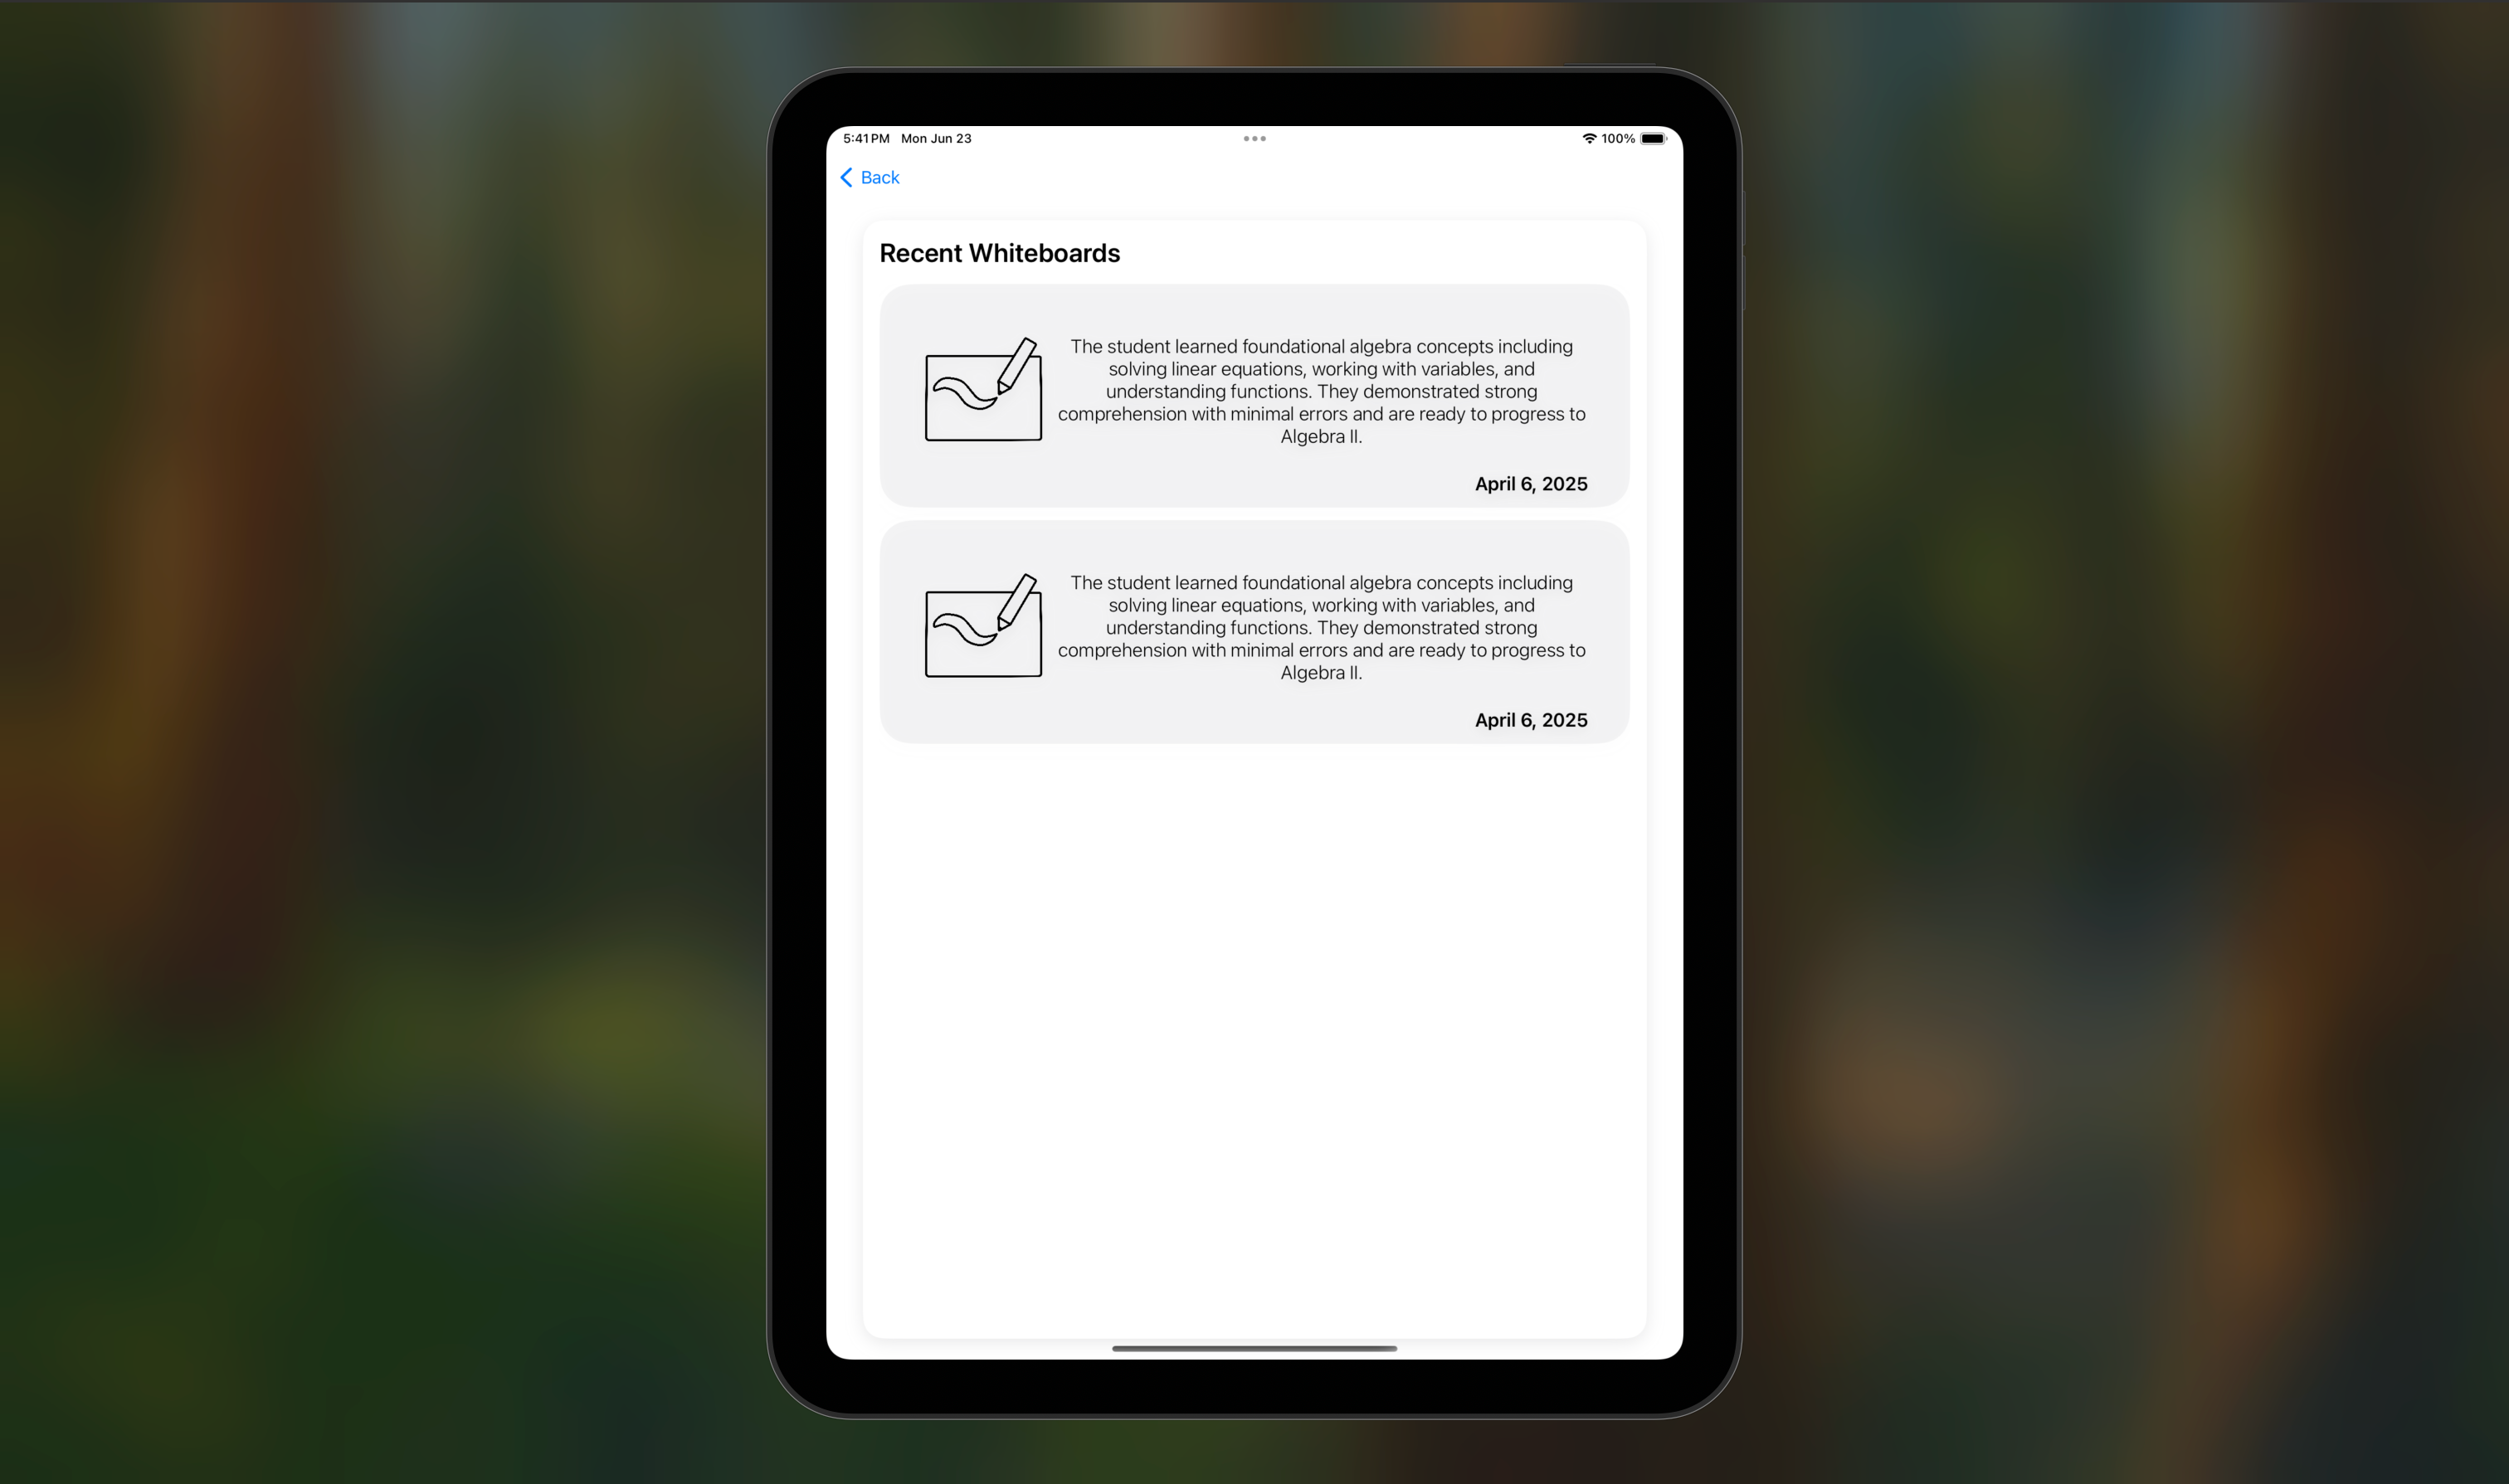 5:41 PM Mon Jun 23 100%
Back
Recent Whiteboards
The student learned foundational algebra concepts including
solving linear equations, working with variables, and
understanding functions. They demonstrated strong
comprehension with minimal errors and are ready to progress to
Algebra II.
April 6, 2025
The student learned foundational algebra concepts including
solving linear equations, working with variables, and
understanding functions. They demonstrated strong
comprehension with minimal errors and are ready to progress to
Algebra II.
April 6, 2025